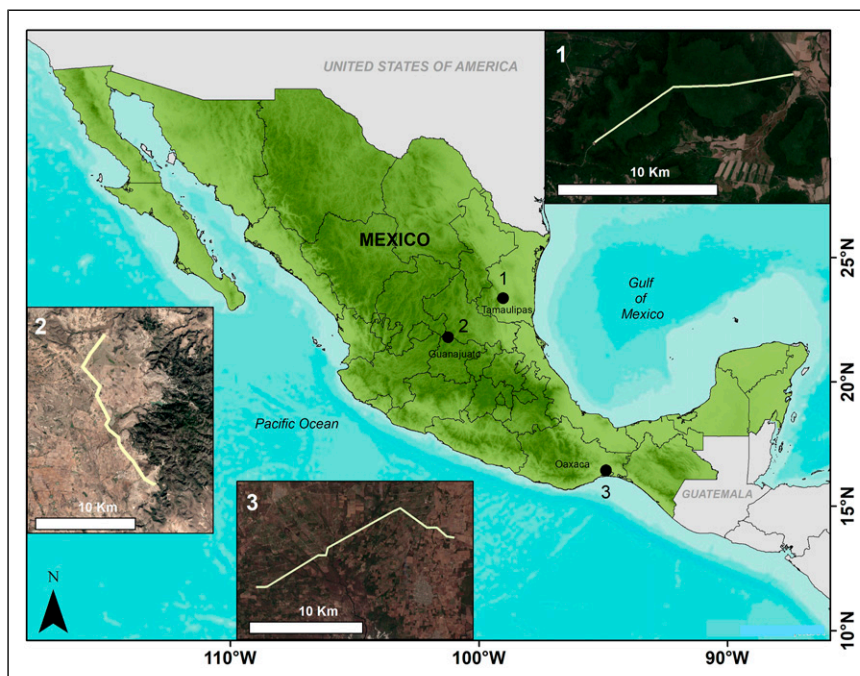 UNITED STATES OF AMERICA
1
10 Km
MEXICO
25°N
1
Gulf
of
Mexico
Tamaulipas
2
2
Guanajuato
20°N
Pacific Ocean
Oaxaca
10 Km
3
GUATEMALA
3
15°N
N
10 Km
10°N
110°W
100°W
90°W